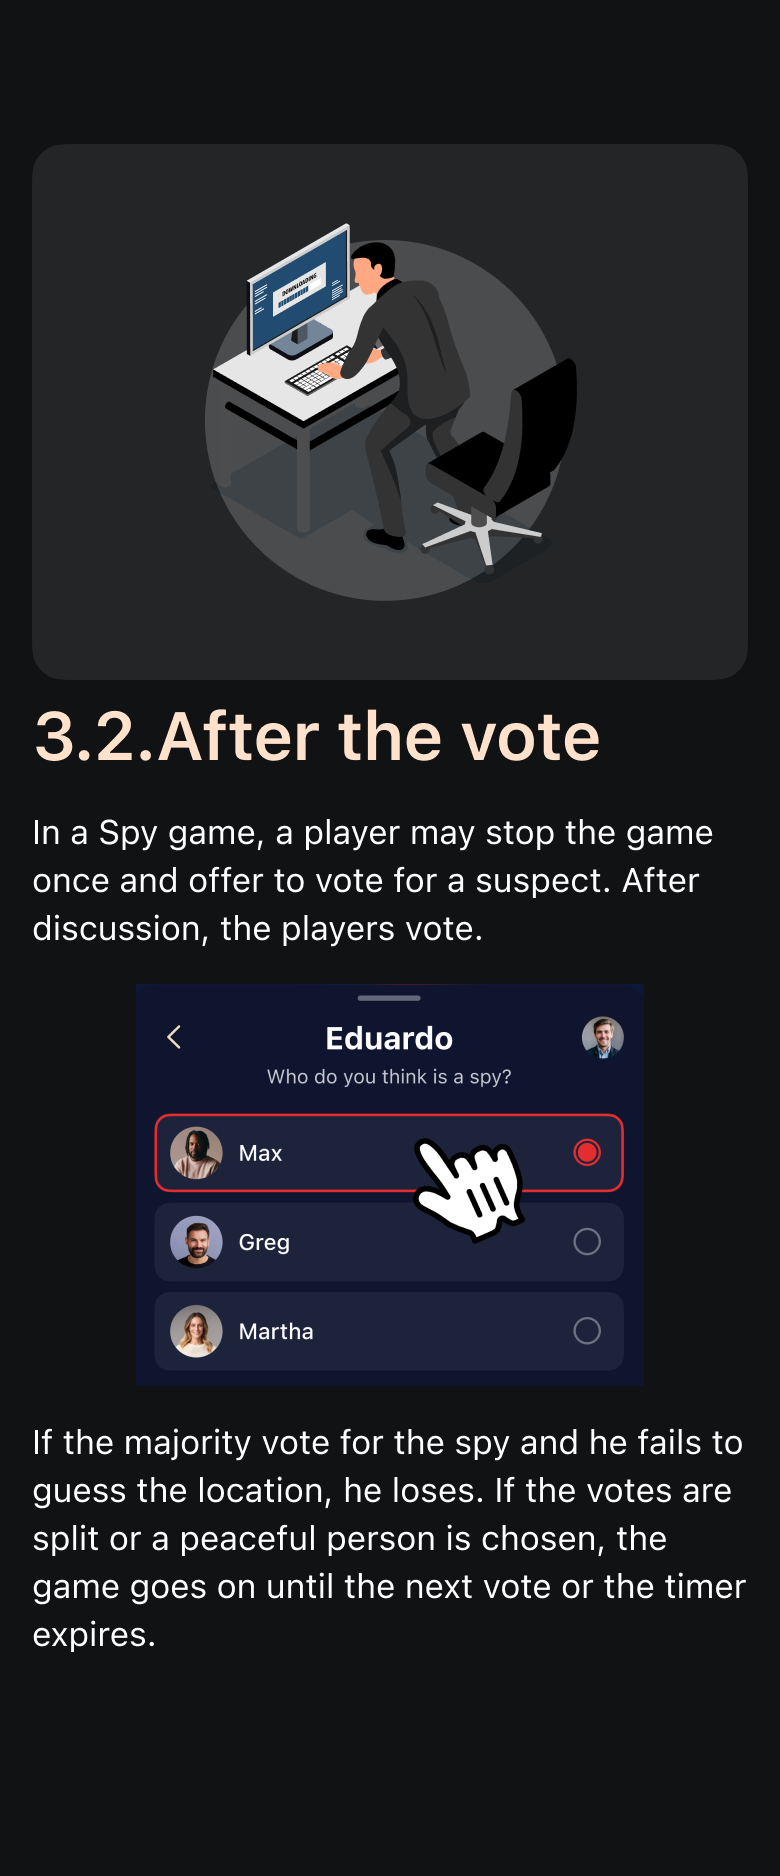 DOWNLOADING
3.2.After the vote
In a Spy game, a player may stop the game
once and offer to vote for a suspect. After
discussion, the players vote.
Eduardo
Who do you think is a spy?
Max
Greg
Martha
If the majority vote for the spy and he fails to
guess the location, he loses. If the votes are
split or a peaceful person is chosen, the
game goes on until the next vote or the timer
expires.